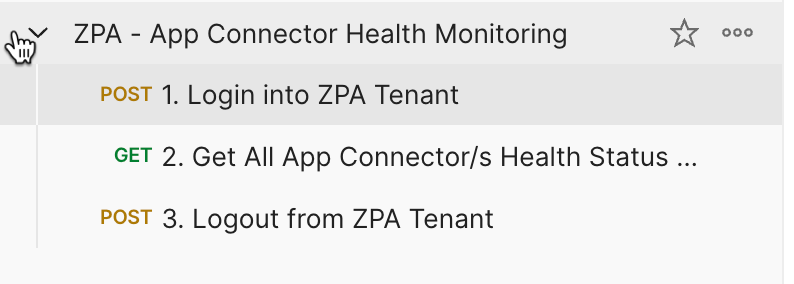 ZPA - App Connector Health Monitoring
POST 1. Login into ZPA Tenant
GET 2. Get All App Connector/s Health Status ...
POST 3. Logout from ZPA Tenant